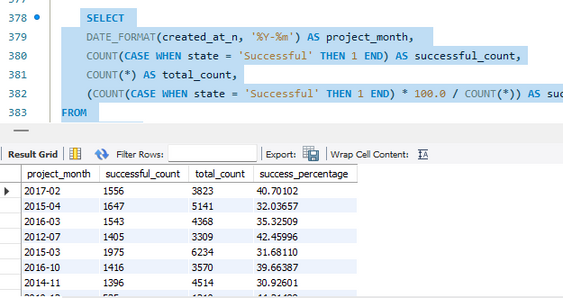 378 SELECT
379 DATE_FORMAT(created_at_n, '%Y-%m') AS project_month,
380 COUNT(CASE WHEN state = 'Successful' THEN 1 END) AS successful_count,
381 COUNT(*) AS total_count,
382 (COUNT(CASE WHEN state = 'Successful' THEN 1 END) * 100.0 / COUNT(*)) AS suc
383 FROM
Result Grid Filter Rows: Export: Wrap Cell Content:
project_month successful_count total_count success_percentage
2017-02 1556 3823 40.70102
2015-04 1647 5141 32.03657
2016-03 1543 4368 35.32509
2012-07 1405 3309 42.45996
2015-03 1975 6234 31.68110
2016-10 1416 3570 39.66387
2014-11 1396 4514 30.92601